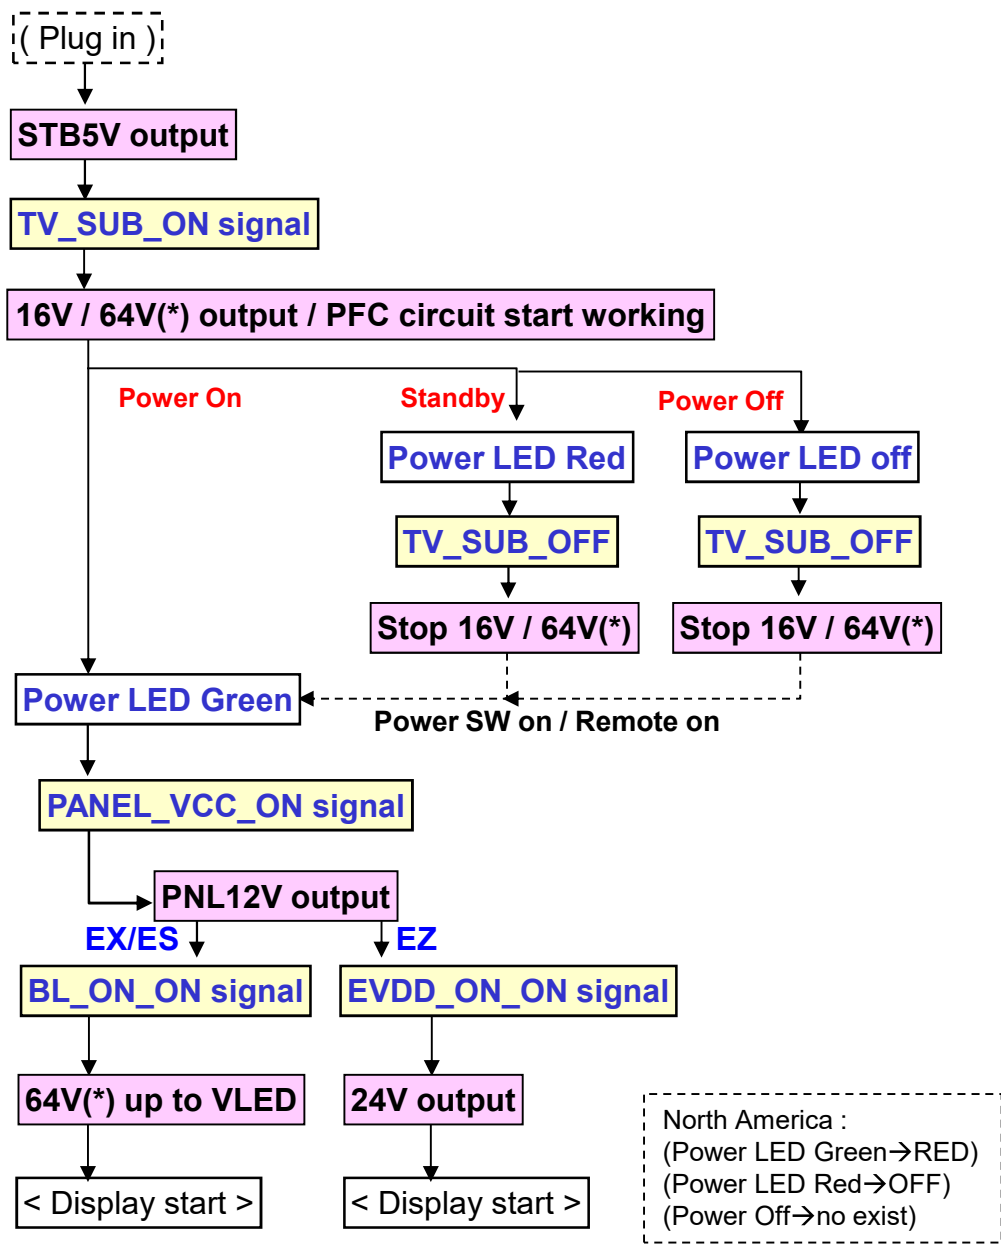 ( Plug in )
STB5V output
TV_SUB_ON signal
16V / 64V(*) output / PFC circuit start working
Power On
Standby
Power Off
Power LED Red
Power LED off
TV_SUB_OFF
TV_SUB_OFF
Stop 16V / 64V(*)
Stop 16V / 64V(*)
Power LED Green
Power SW on / Remote on
PANEL_VCC_ON signal
PNL12V output
EX/ES
EZ
BL_ON_ON signal
EVDD_ON_ON signal
64V(*) up to VLED
24V output
< Display start >
< Display start >
North America :
(Power LED Green→RED)
(Power LED Red→OFF)
(Power Off→no exist)